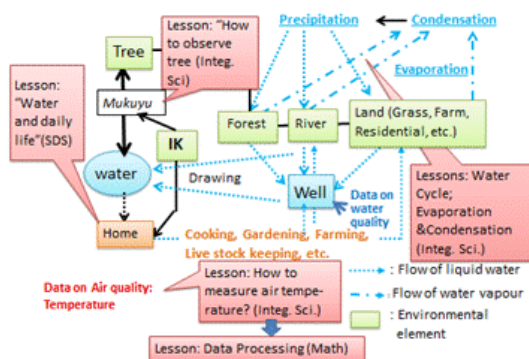 Lesson: "How
to observe
tree (Integ.
Sci)
Precipitation
Condensation
Tree
Lesson:
"Water
and daily
life"(SDS)
Mukuyu
Evaporation
IK
Forest
River
Land (Grass, Farm,
Residential, etc.)
water
Drawing
Well
Data on
water
quality
Lessons: Water
Cycle;
Evaporation
&Condensation
(Integ. Sci.)
Home
Cooking, Gardening, Farming,
Live stock keeping, etc.
Data on Air quality:
Temperature
Lesson: How to
measure air tempe-
rature? (Integ. Sci.)
: Flow of liquid water
:Flow of water vapour
: Environmental
element
Lesson: Data Processing (Math)